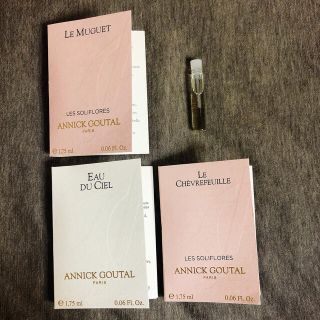 LE MUGUET
LES SOLIFLORES
ANNICK GOUTAL
PARIS
e 1,75 ml 0.06 Fl. Oz.
EAU
DU CIEL
ANNICK GOUTAL
PARIS
e 1,75 ml 0.06 Fl. Oz.
LE
CHÈVREFEUILLE
LES SOLIFLORES
ANNICK GOUTAL
PARIS
e 1,75 ml 0.06 Fl. Oz.